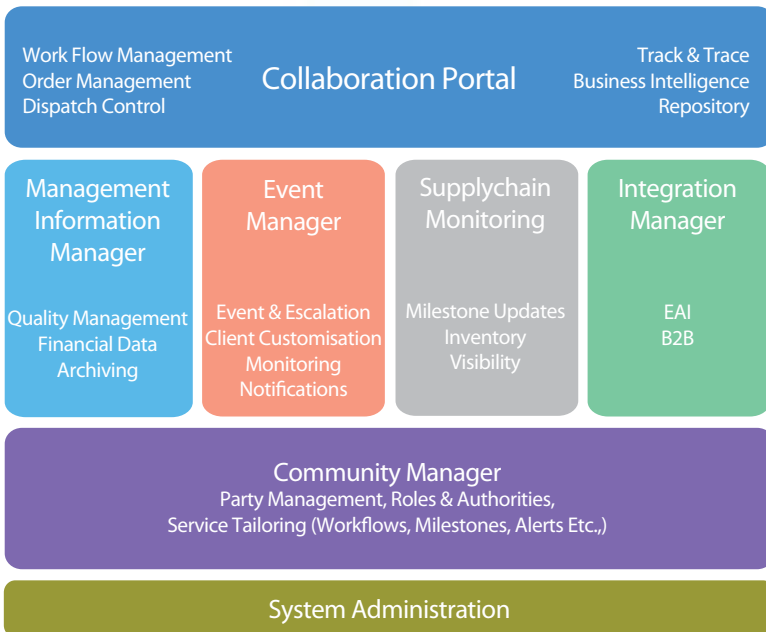 Work Flow Management
Order Management
Dispatch Control
Collaboration Portal
Track & Trace
Business Intelligence
Repository
Management
Information
Manager
Quality Management
Financial Data
Archiving
Event
Manager
Event & Escalation
Client Customisation
Monitoring
Notifications
Supplychain
Monitoring
Milestone Updates
Inventory
Visibility
Integration
Manager
EAI
B2B
Community Manager
Party Management, Roles & Authorities,
Service Tailoring (Workflows, Milestones, Alerts Etc.,)
System Administration